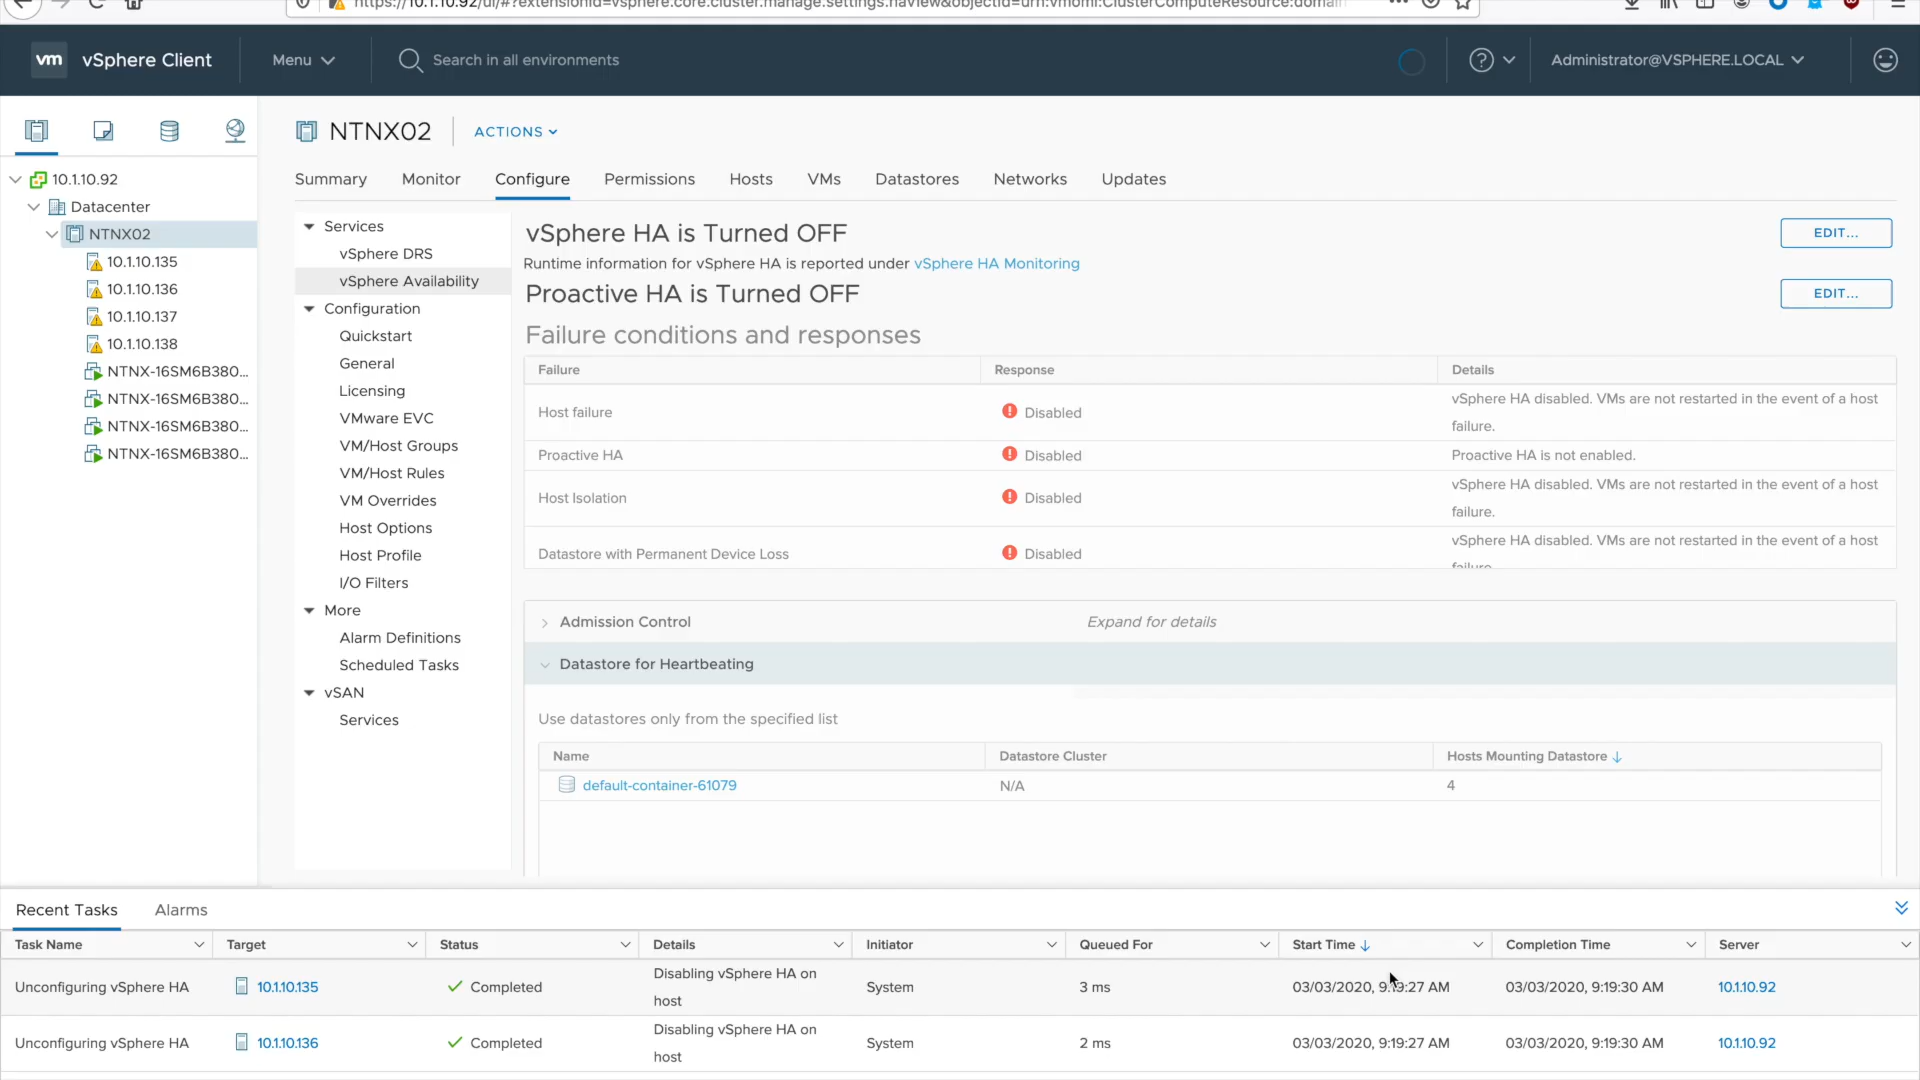 https://10.1.10.92/ui/#?extensionId=vsphere.core.cluster.manage.settings.navView&objectId=urn:vmomi:ClusterComputeResource:domain
vm vSphere Client Menu Search in all environments Administrator@VSPHERE.LOCAL
NTNX02 ACTIONS
Summary Monitor Configure Permissions Hosts VMs Datastores Networks Updates
10.1.10.92
Datacenter
NTNX02
10.1.10.135
10.1.10.136
10.1.10.137
10.1.10.138
NTNX-16SM6B380...
NTNX-16SM6B380...
NTNX-16SM6B380...
NTNX-16SM6B380...
Services
vSphere DRS
vSphere Availability
Configuration
Quickstart
General
Licensing
VMware EVC
VM/Host Groups
VM/Host Rules
VM Overrides
Host Options
Host Profile
I/O Filters
More
Alarm Definitions
Scheduled Tasks
vSAN
Services
vSphere HA is Turned OFF EDIT...
Runtime information for vSphere HA is reported under vSphere HA Monitoring
Proactive HA is Turned OFF EDIT...
Failure conditions and responses
Failure Response Details
Host failure Disabled vSphere HA disabled. VMs are not restarted in the event of a host
failure.
Proactive HA Disabled Proactive HA is not enabled.
Host Isolation Disabled vSphere HA disabled. VMs are not restarted in the event of a host
failure.
Datastore with Permanent Device Loss Disabled vSphere HA disabled. VMs are not restarted in the event of a host
failure.
Admission Control Expand for details
Datastore for Heartbeating
Use datastores only from the specified list
Name Datastore Cluster Hosts Mounting Datastore
default-container-61079 N/A 4
Recent Tasks Alarms
Task Name Target Status Details Initiator Queued For Start Time Completion Time Server
Unconfiguring vSphere HA 10.1.10.135 Completed Disabling vSphere HA on
host System 3 ms 03/03/2020, 9:19:27 AM 03/03/2020, 9:19:30 AM 10.1.10.92
Unconfiguring vSphere HA 10.1.10.136 Completed Disabling vSphere HA on
host System 2 ms 03/03/2020, 9:19:27 AM 03/03/2020, 9:19:30 AM 10.1.10.92